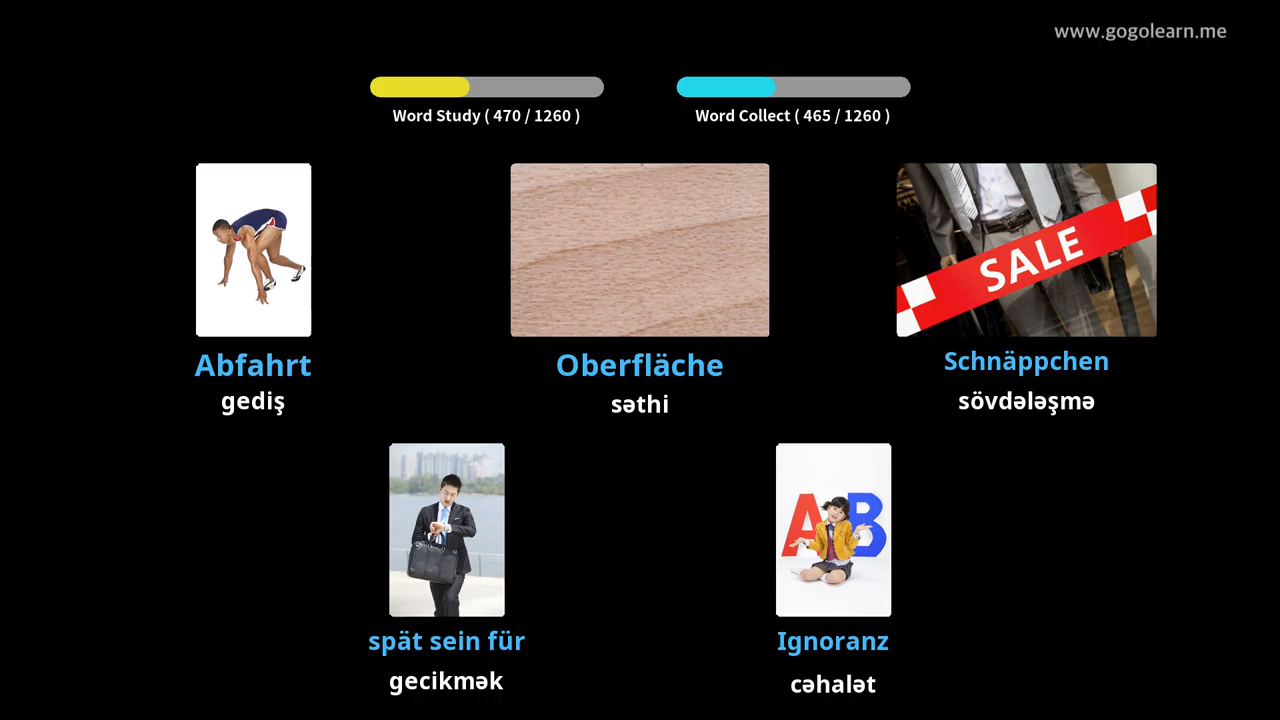 www.gogolearn.me
Word Study ( 470 / 1260 )
Word Collect ( 465 / 1260 )
SALE
Abfahrt
gediş
Oberfläche
səthi
Schnäppchen
sövdələşmə
A B
spät sein für
gecikmək
Ignoranz
cəhalət